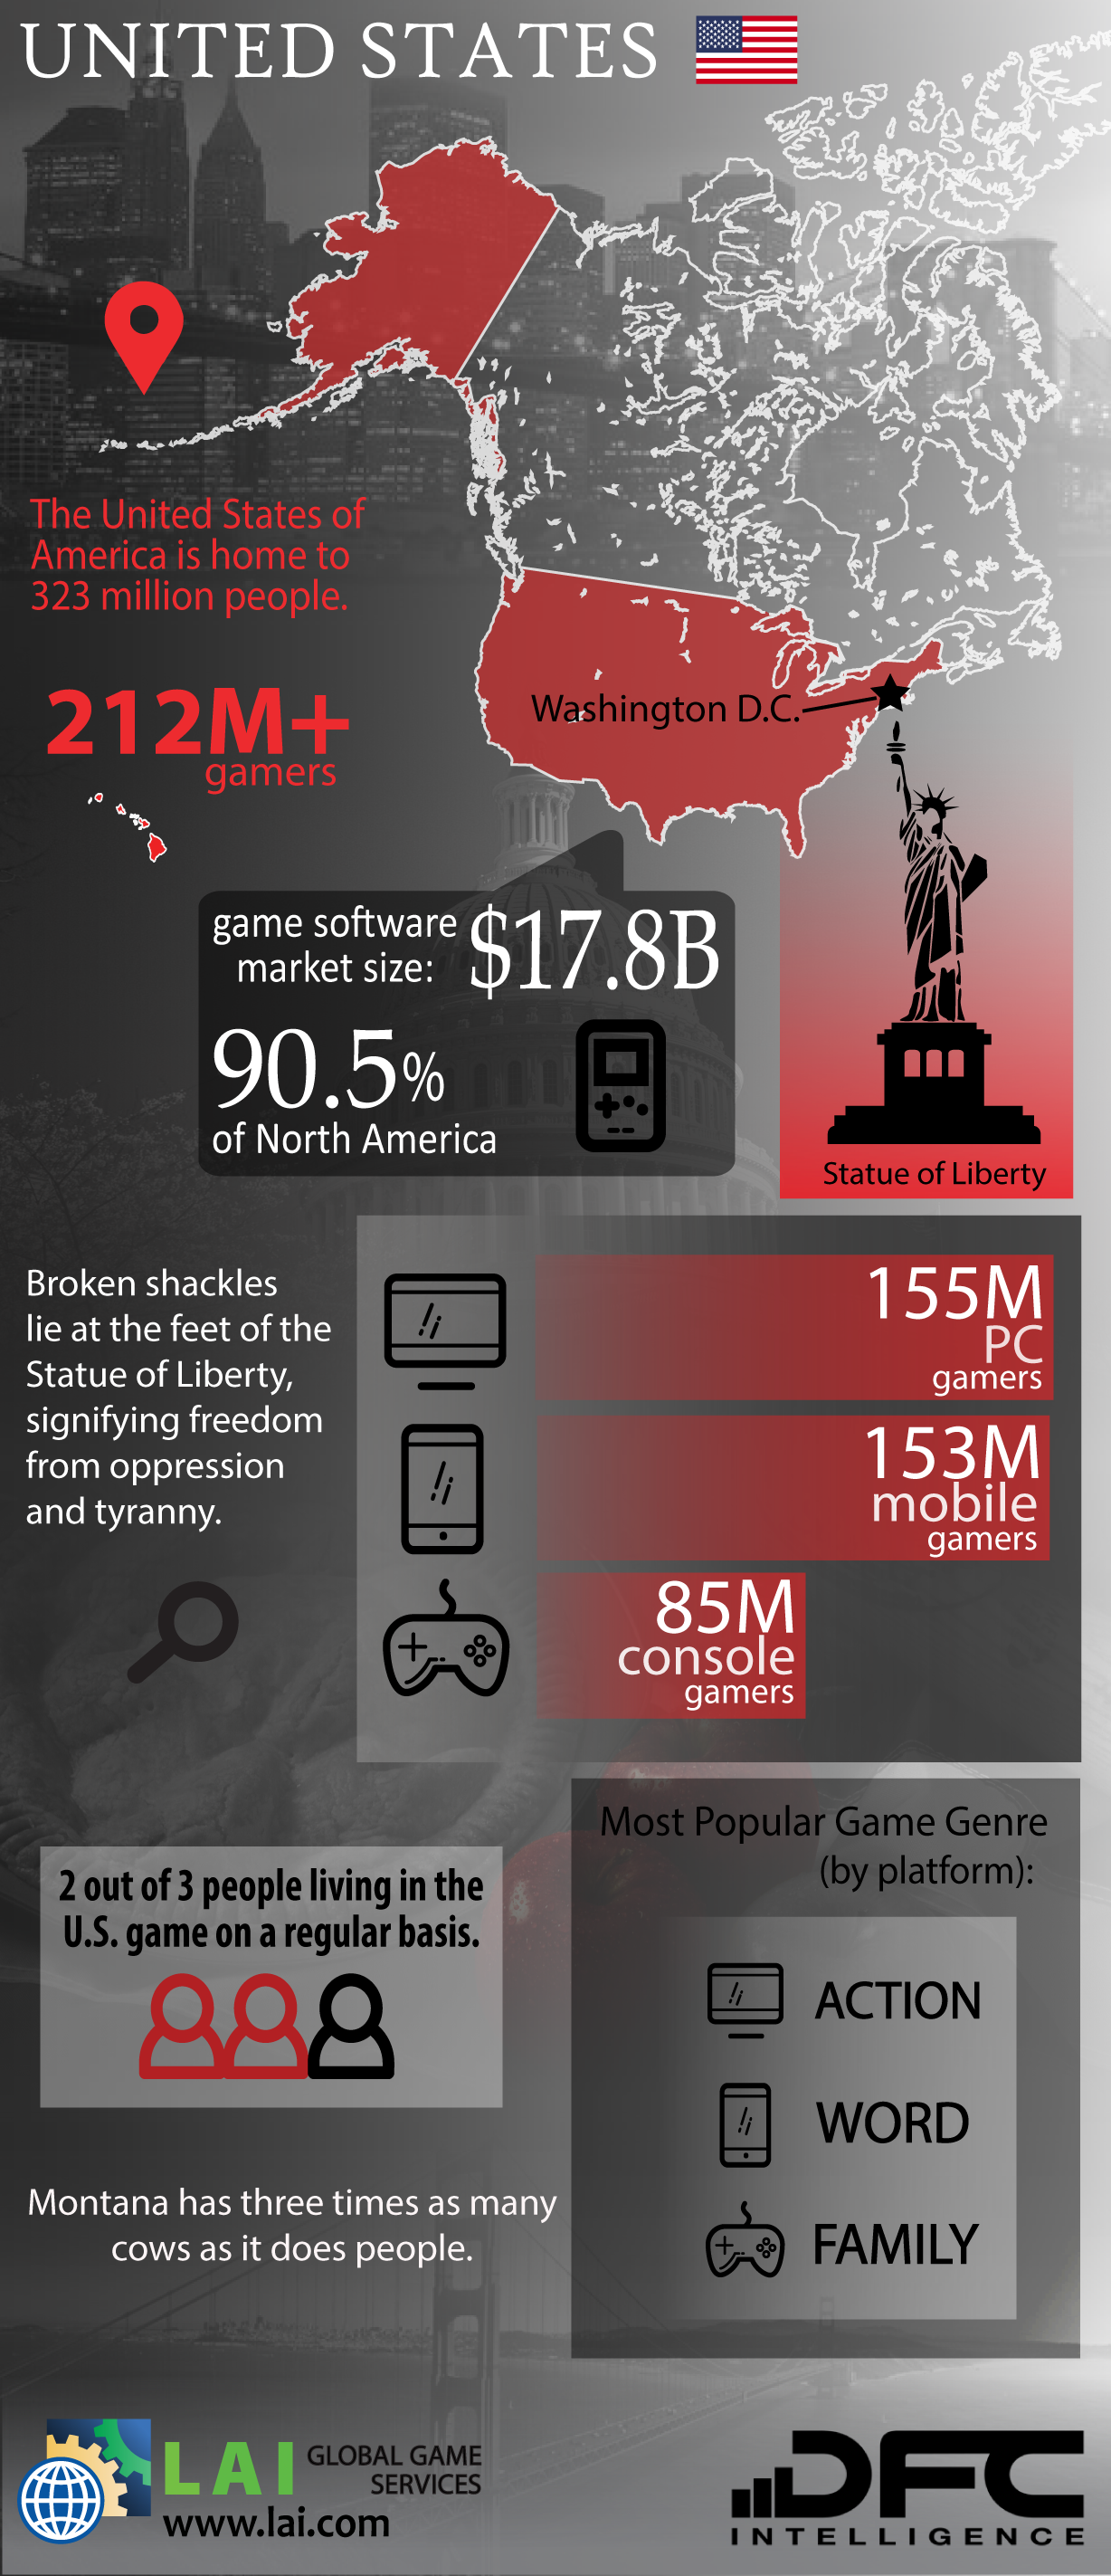 UNITED STATES
The United States of
America is home to
323 million people.
212M+
gamers
Washington D.C.
game software
market size:
$17.8B
90.5%
of North America
Statue of Liberty
Broken shackles
lie at the feet of the
Statue of Liberty,
signifying freedom
from oppression
and tyranny.
155M
PC
gamers
153M
mobile
gamers
85M
console
gamers
Most Popular Game Genre
(by platform):
2 out of 3 people living in the
U.S. game on a regular basis.
ACTION
WORD
FAMILY
Montana has three times as many
cows as it does people.
LAI
GLOBAL GAME
SERVICES
www.lai.com
DFC
INTELLIGENCE